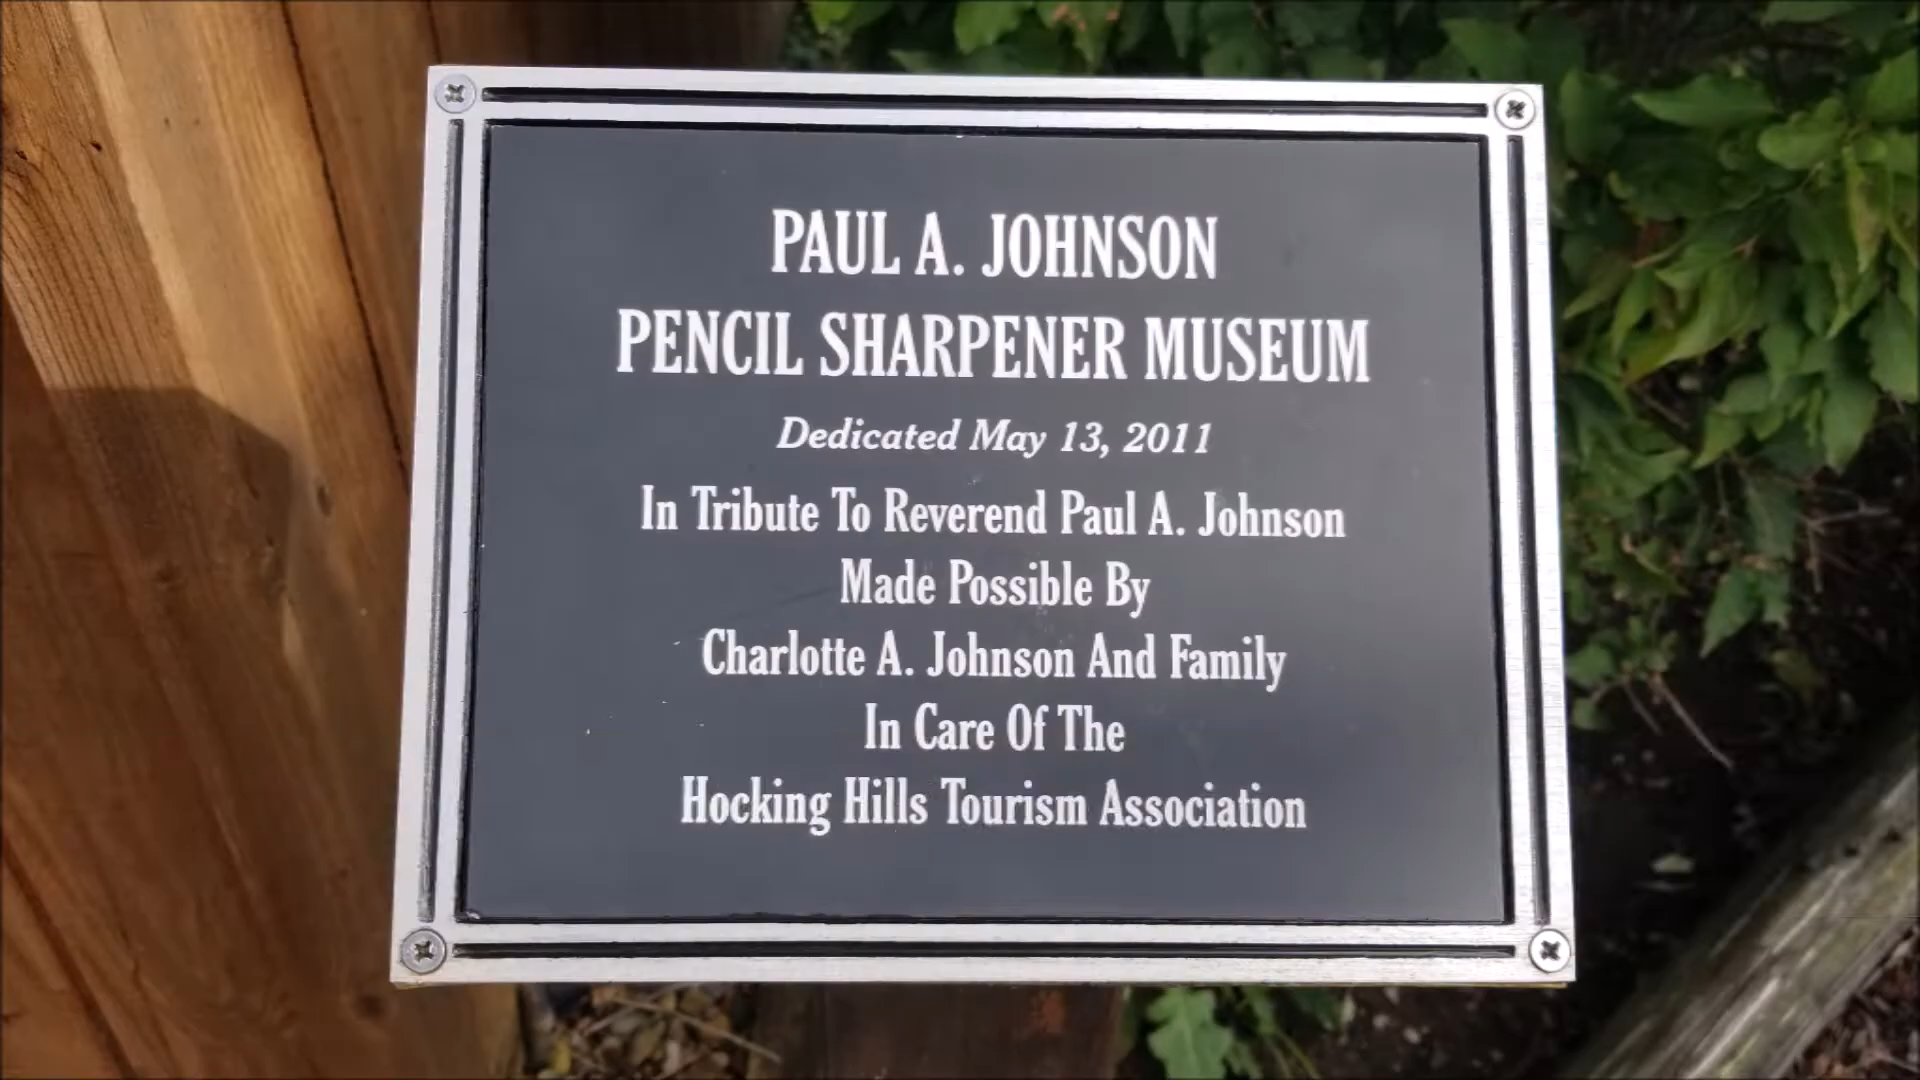 PAUL A. JOHNSON
PENCIL SHARPENER MUSEUM
Dedicated May 13, 2011
In Tribute To Reverend Paul A. Johnson
Made Possible By
Charlotte A. Johnson And Family
In Care Of The
Hocking Hills Tourism Association